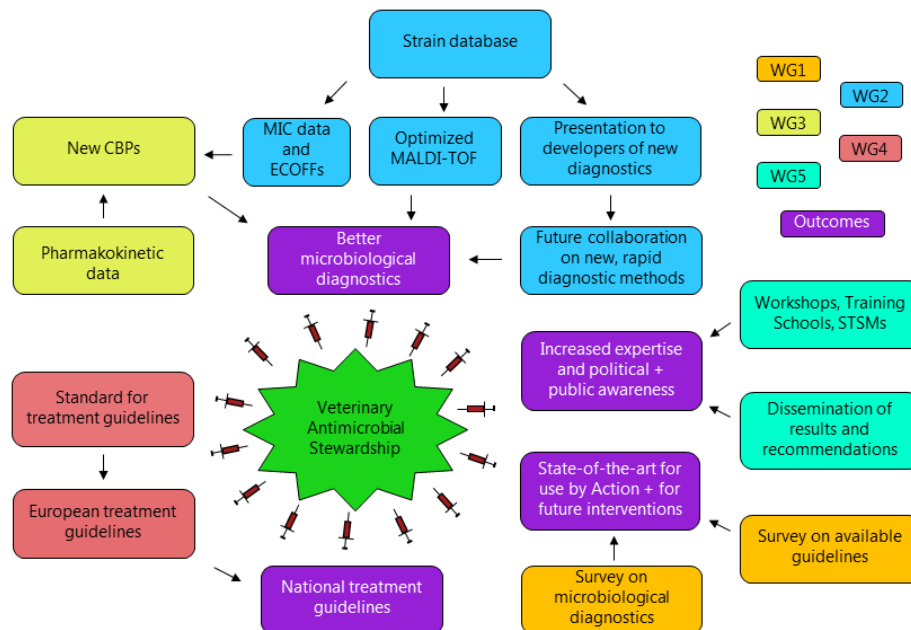 Strain database
WG1
WG2
WG3
WG4
WG5
Outcomes
New CBPs
MIC data
and
ECOFFs
Optimized
MALDI-TOF
Presentation to
developers of new
diagnostics
Pharmakokinetic
data
Better
microbiological
diagnostics
Future collaboration
on new, rapid
diagnostic methods
Workshops, Training
Schools, STSMs
Increased expertise
and political +
public awareness
Standard for
treatment guidelines
Veterinary
Antimicrobial
Stewardship
Dissemination of
results and
recommendations
State-of-the-art for
use by Action + for
future interventions
European treatment
guidelines
Survey on available
guidelines
National treatment
guidelines
Survey on
microbiological
diagnostics